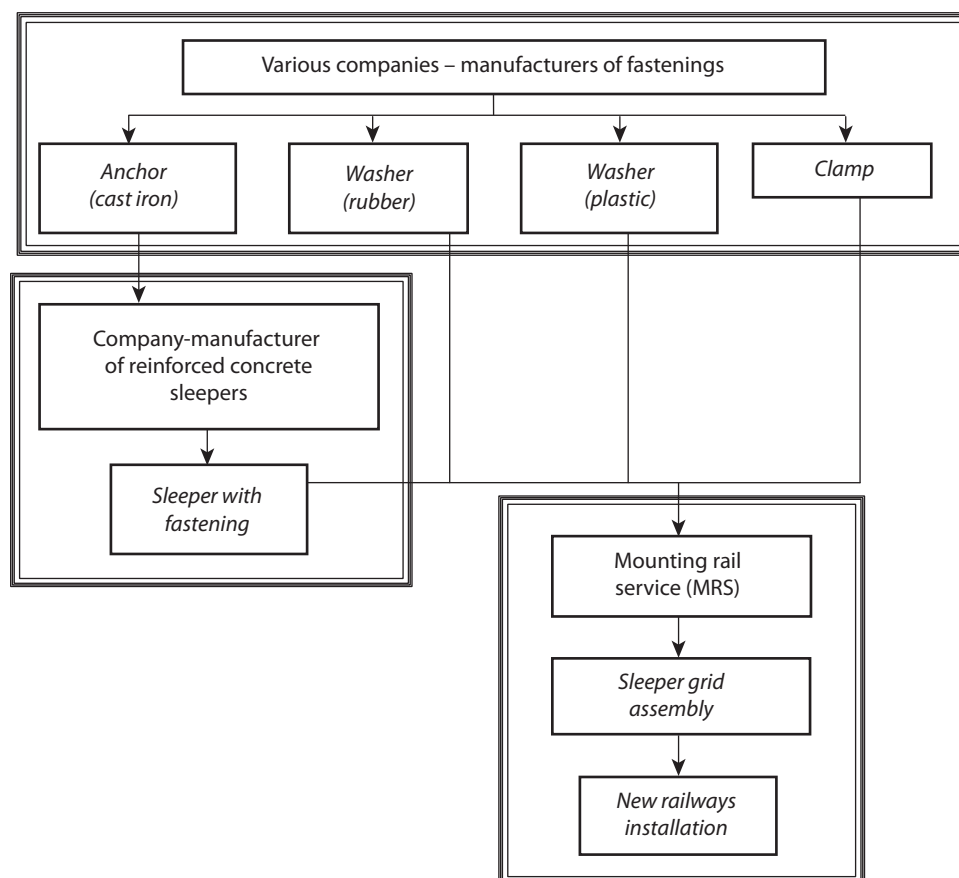 Various companies – manufacturers of fastenings
Anchor
(cast iron)
Washer
(rubber)
Washer
(plastic)
Clamp
Company-manufacturer
of reinforced concrete
sleepers
Sleeper with
fastening
Mounting rail
service (MRS)
Sleeper grid
assembly
New railways
installation